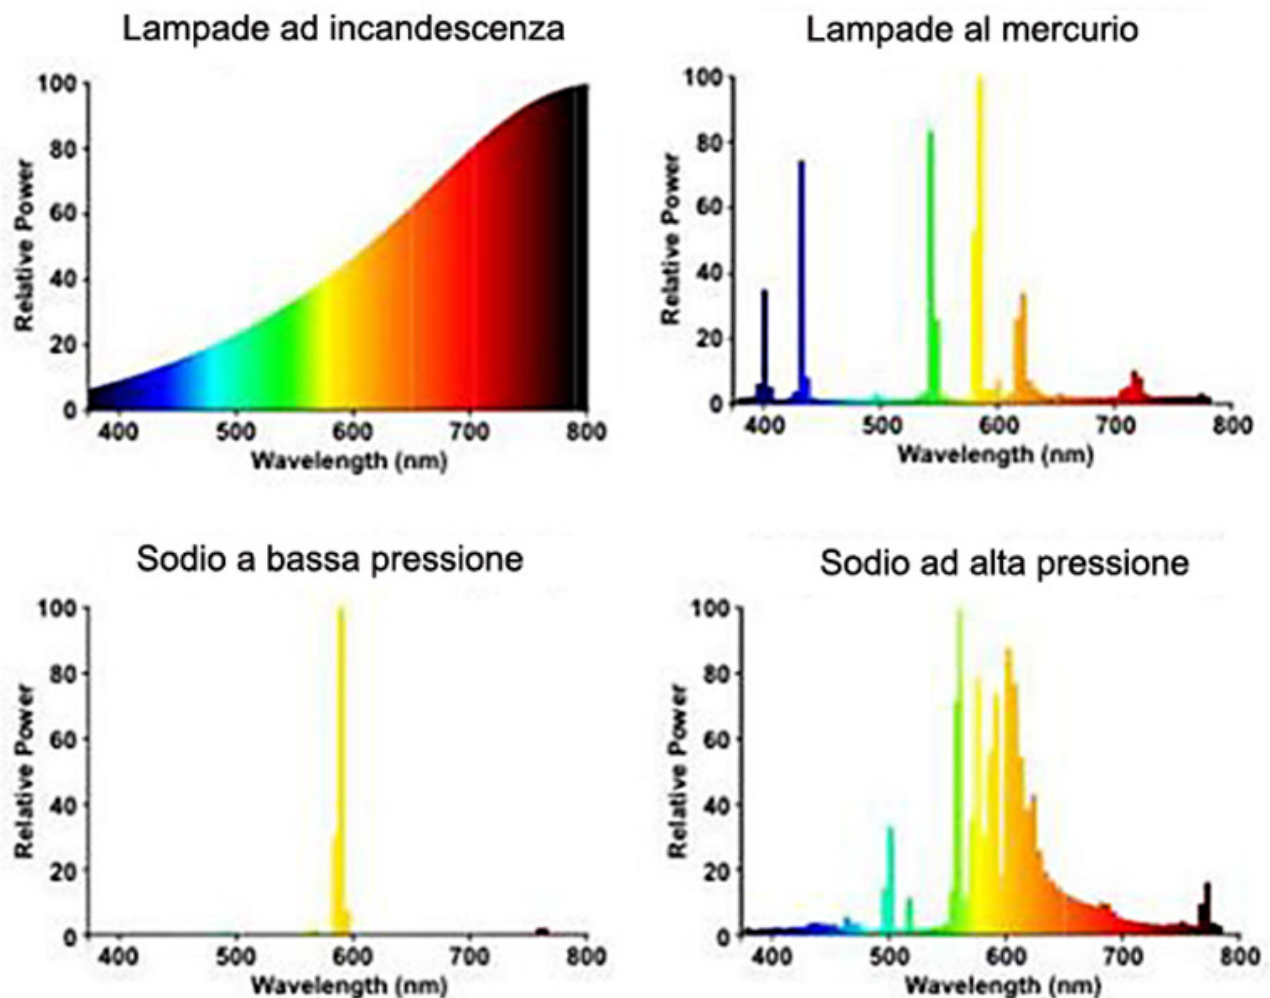 Lampade ad incandescenza
Relative Power
100
80
60
40
20
0
400 500 600 700 800
Wavelength (nm)
Lampade al mercurio
Relative Power
100
80
60
40
20
0
400 500 600 700 800
Wavelength (nm)
Sodio a bassa pressione
Relative Power
100
80
60
40
20
0
400 500 600 700 800
Wavelength (nm)
Sodio ad alta pressione
Relative Power
100
80
60
40
20
0
400 500 600 700 800
Wavelength (nm)